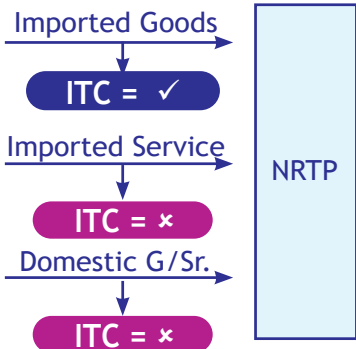 Imported Goods
ITC = ✓
Imported Service
NRTP
ITC = ×
Domestic G/Sr.
ITC = ×